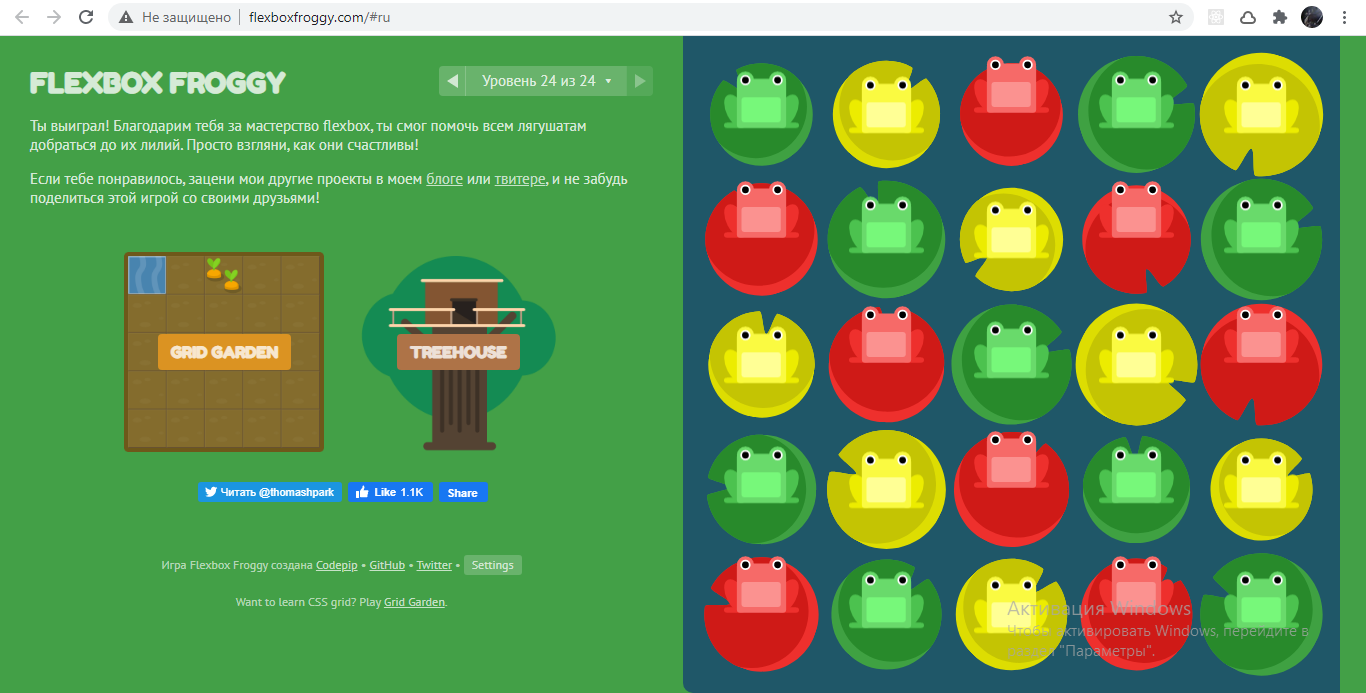 Не защищено
flexboxfroggy.com/#ru
FLEXBOX FROGGY
Уровень 24 из 24
Ты выиграл! Благодарим тебя за мастерство flexbox, ты смог помочь всем лягушатам
добраться до их лилий. Просто взгляни, как они счастливы!
Если тебе понравилось, зацени мои другие проекты в моем блоге или твитере, и не забудь
поделиться этой игрой со своими друзьями!
GRID GARDEN
TREEHOUSE
Читать @thomashpark
Like 1.1K
Share
Игра Flexbox Froggy создана Codepip • GitHub • Twitter • Settings
Want to learn CSS grid? Play Grid Garden.
Активация Windows
Чтобы активировать Windows, перейдите в
раздел "Параметры".